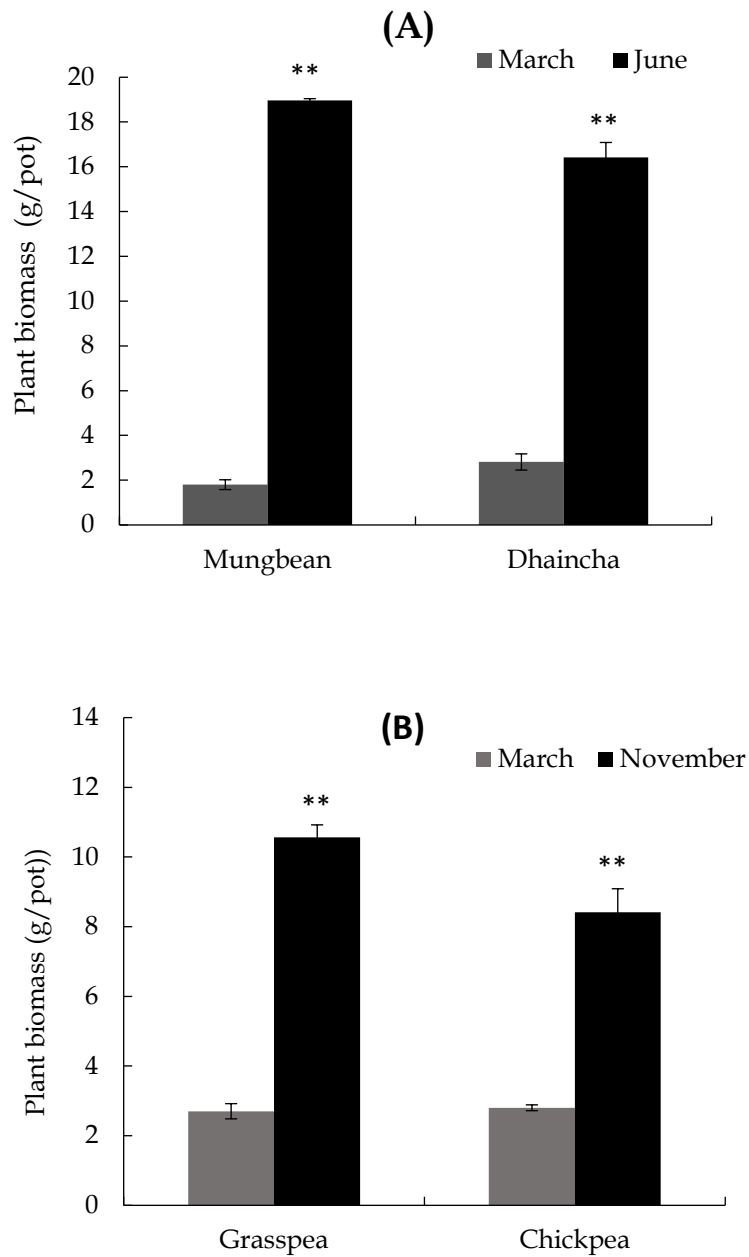 (A)
March June
**
**
20
18
16
14
12
10
8
6
4
2
0
Plant biomass (g/pot)
Mungbean Dhaincha
(B)
March November
**
**
14
12
10
8
6
4
2
0
Plant biomass (g/pot))
Grasspea Chickpea